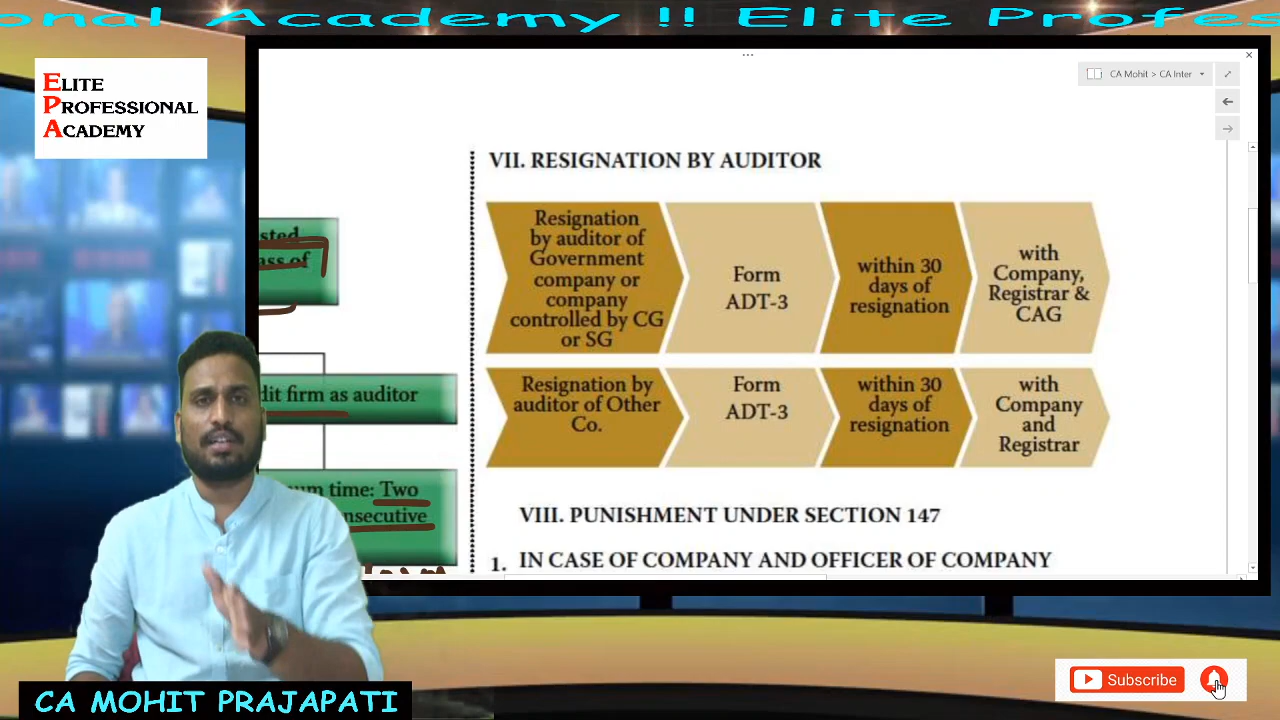 onal Academy !! Elite Profes
ELITE
PROFESSIONAL
ACADEMY
CA Mohit > CA Inter
VII. RESIGNATION BY AUDITOR
Resignation
by auditor of
Government
company or
company
controlled by CG
or SG
Form
ADT-3
within 30
days of
resignation
with
Company,
Registrar &
CAG
Resignation by
auditor of Other
Co.
Form
ADT-3
within 30
days of
resignation
with
Company
and
Registrar
VIII. PUNISHMENT UNDER SECTION 147
1. IN CASE OF COMPANY AND OFFICER OF COMPANY
firm as auditor
time: Two
CA MOHIT PRAJAPATI
Subscribe